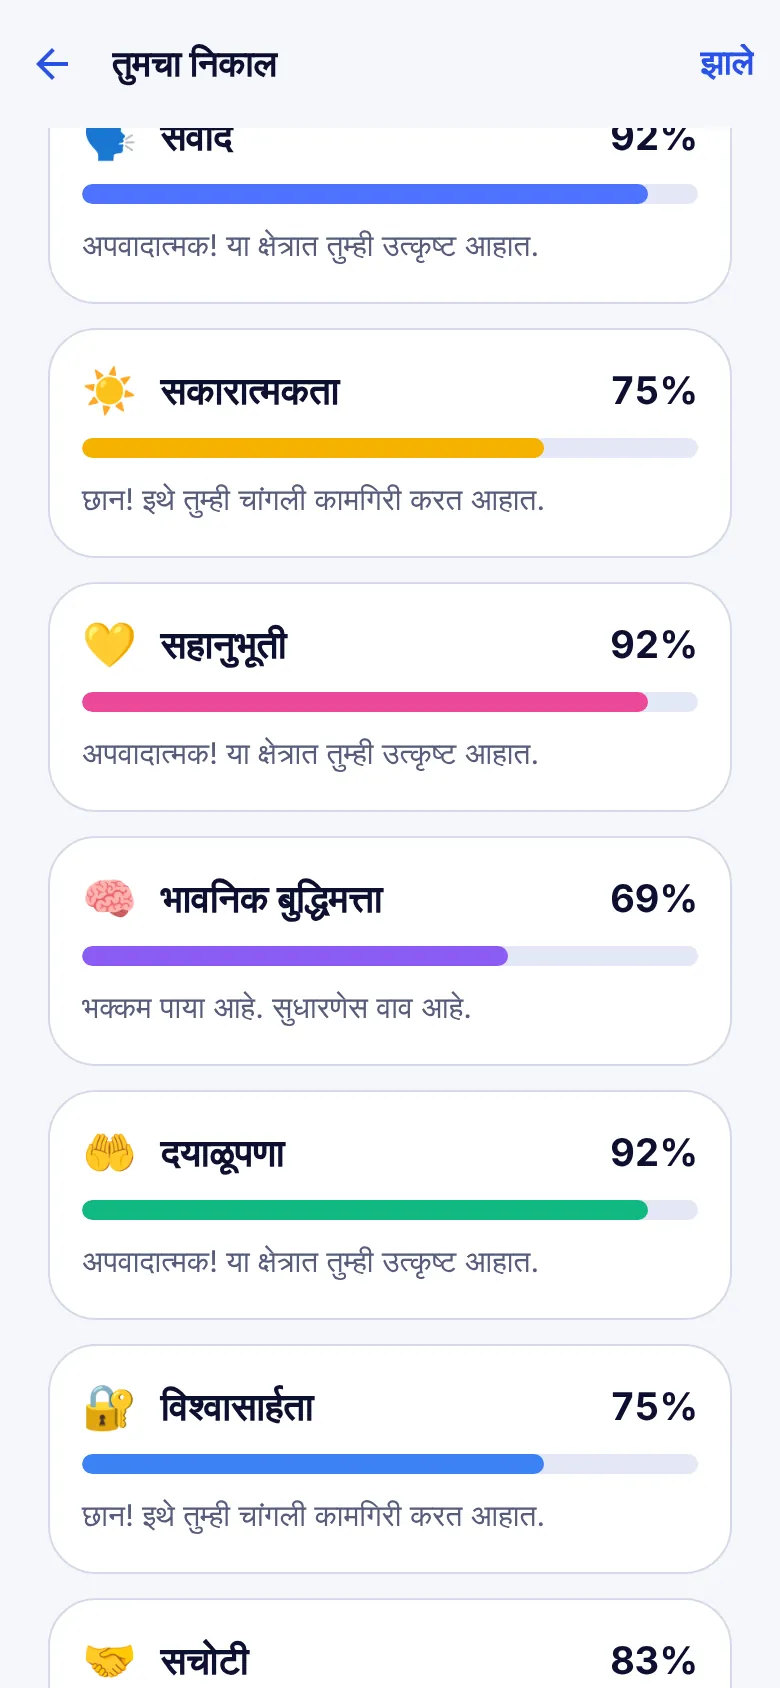 तुमचा निकाल
झाले
संवाद
92%
अपवादात्मक! या क्षेत्रात तुम्ही उत्कृष्ट आहात.
सकारात्मकता
75%
छान! इथे तुम्ही चांगली कामगिरी करत आहात.
सहानुभूती
92%
अपवादात्मक! या क्षेत्रात तुम्ही उत्कृष्ट आहात.
भावनिक बुद्धिमत्ता
69%
भक्कम पाया आहे. सुधारणेस वाव आहे.
दयाळूपणा
92%
अपवादात्मक! या क्षेत्रात तुम्ही उत्कृष्ट आहात.
विश्वासार्हता
75%
छान! इथे तुम्ही चांगली कामगिरी करत आहात.
सचोटी
83%